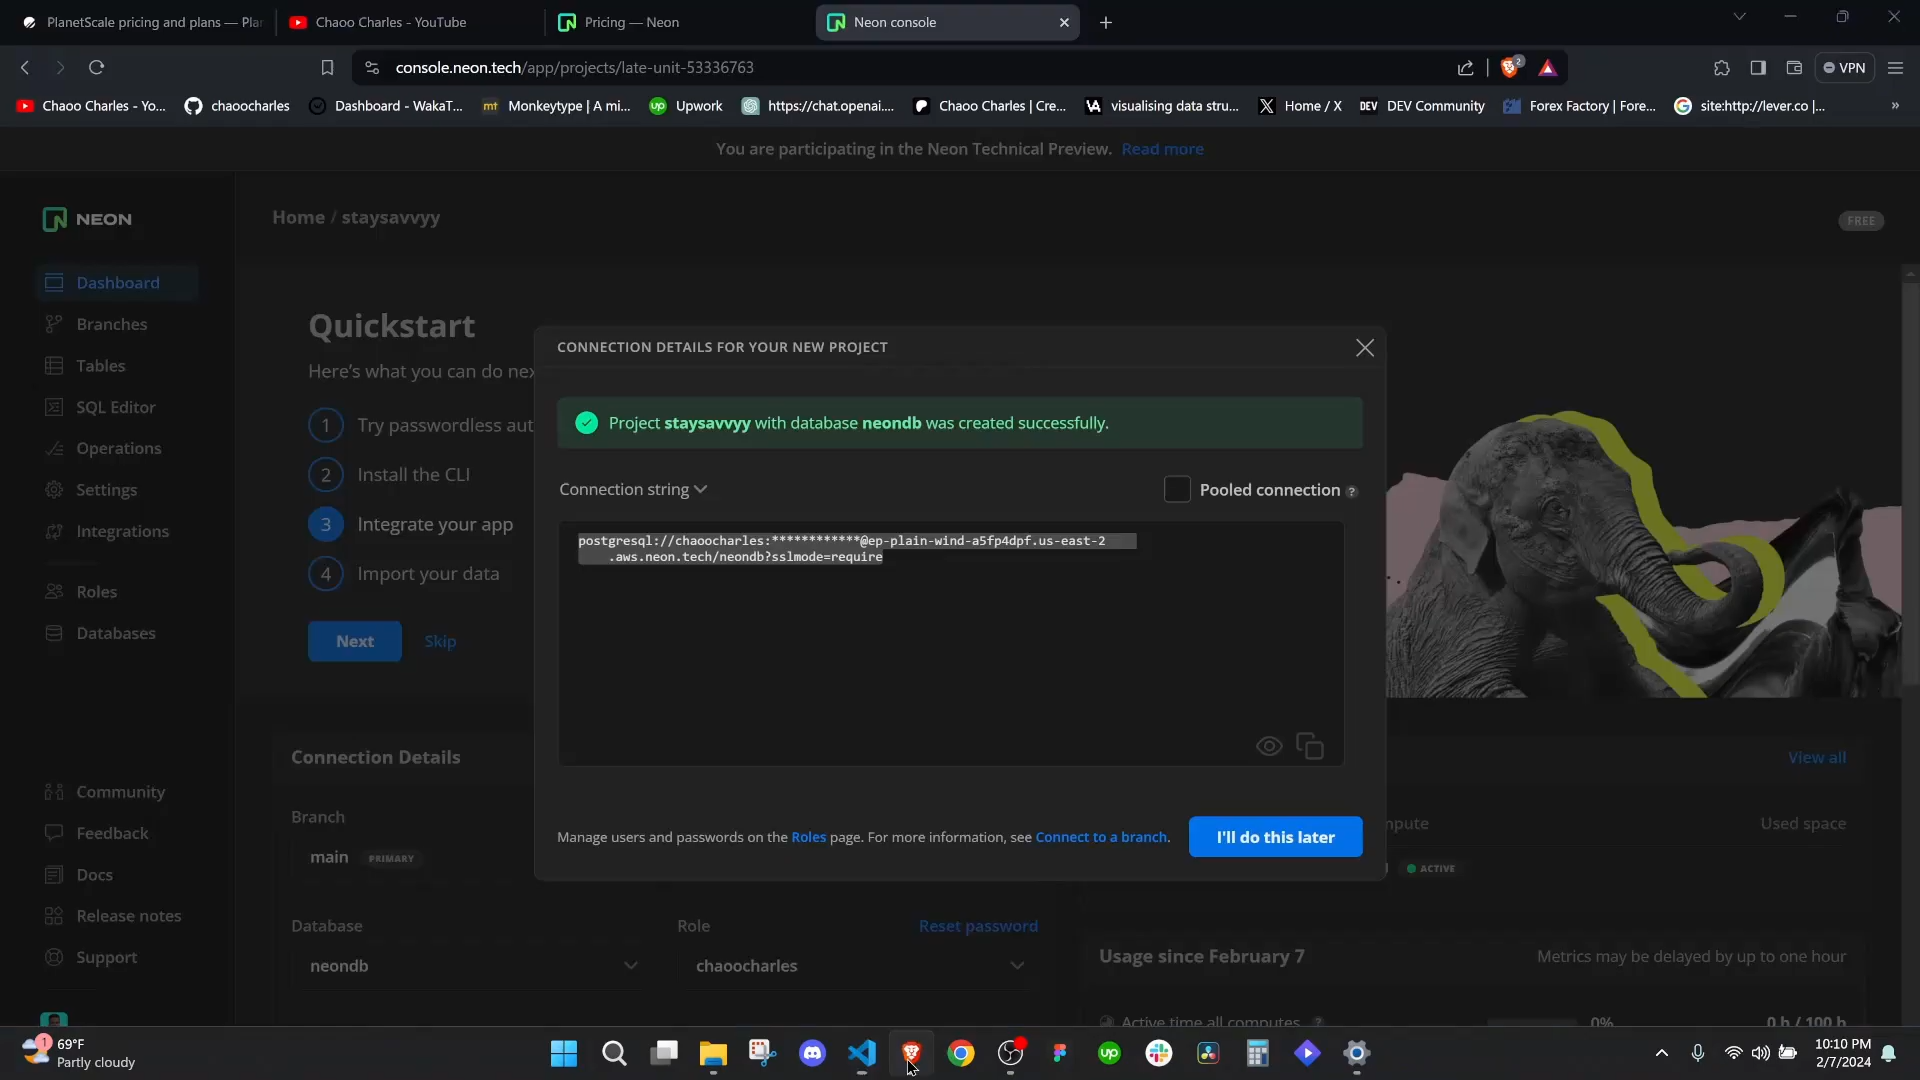 PlanetScale pricing and plans — Plan
Chaoo Charles - YouTube
Pricing — Neon
Neon console
console.neon.tech/app/projects/late-unit-53336763
2
VPN
Chaoo Charles - Yo...
chaoocharles
Dashboard - WakaT...
mt
Monkeytype | A mi...
up
Upwork
https://chat.openai....
Chaoo Charles | Cre...
VA
visualising data stru...
Home / X
DEV
DEV Community
Forex Factory | Fore...
site:http://lever.co |...
»
You are participating in the Neon Technical Preview. Read more
NEON
Home / staysavvyy
FREE
Dashboard
Branches
Tables
SQL Editor
Operations
Settings
Integrations
Roles
Databases
Community
Feedback
Docs
Release notes
Support
Quickstart
Here's what you can do nex
1 Try passwordless aut
2 Install the CLI
3 Integrate your app
4 Import your data
Next
Skip
CONNECTION DETAILS FOR YOUR NEW PROJECT
Project staysavvyy with database neondb was created successfully.
Connection string
Pooled connection ?
postgresql://chaoocharles:************@ep-plain-wind-a5fp4dpf.us-east-2
.aws.neon.tech/neondb?sslmode=require
Manage users and passwords on the Roles page. For more information, see Connect to a branch.
I'll do this later
Connection Details
View all
Branch
mpute
Used space
main PRIMARY
ACTIVE
Database
Role
Reset password
neondb
chaoocharles
Usage since February 7
Metrics may be delayed by up to one hour
Active time all computes ?
0%
0 h / 100 h
1
69°F
Partly cloudy
up
10:10 PM
2/7/2024